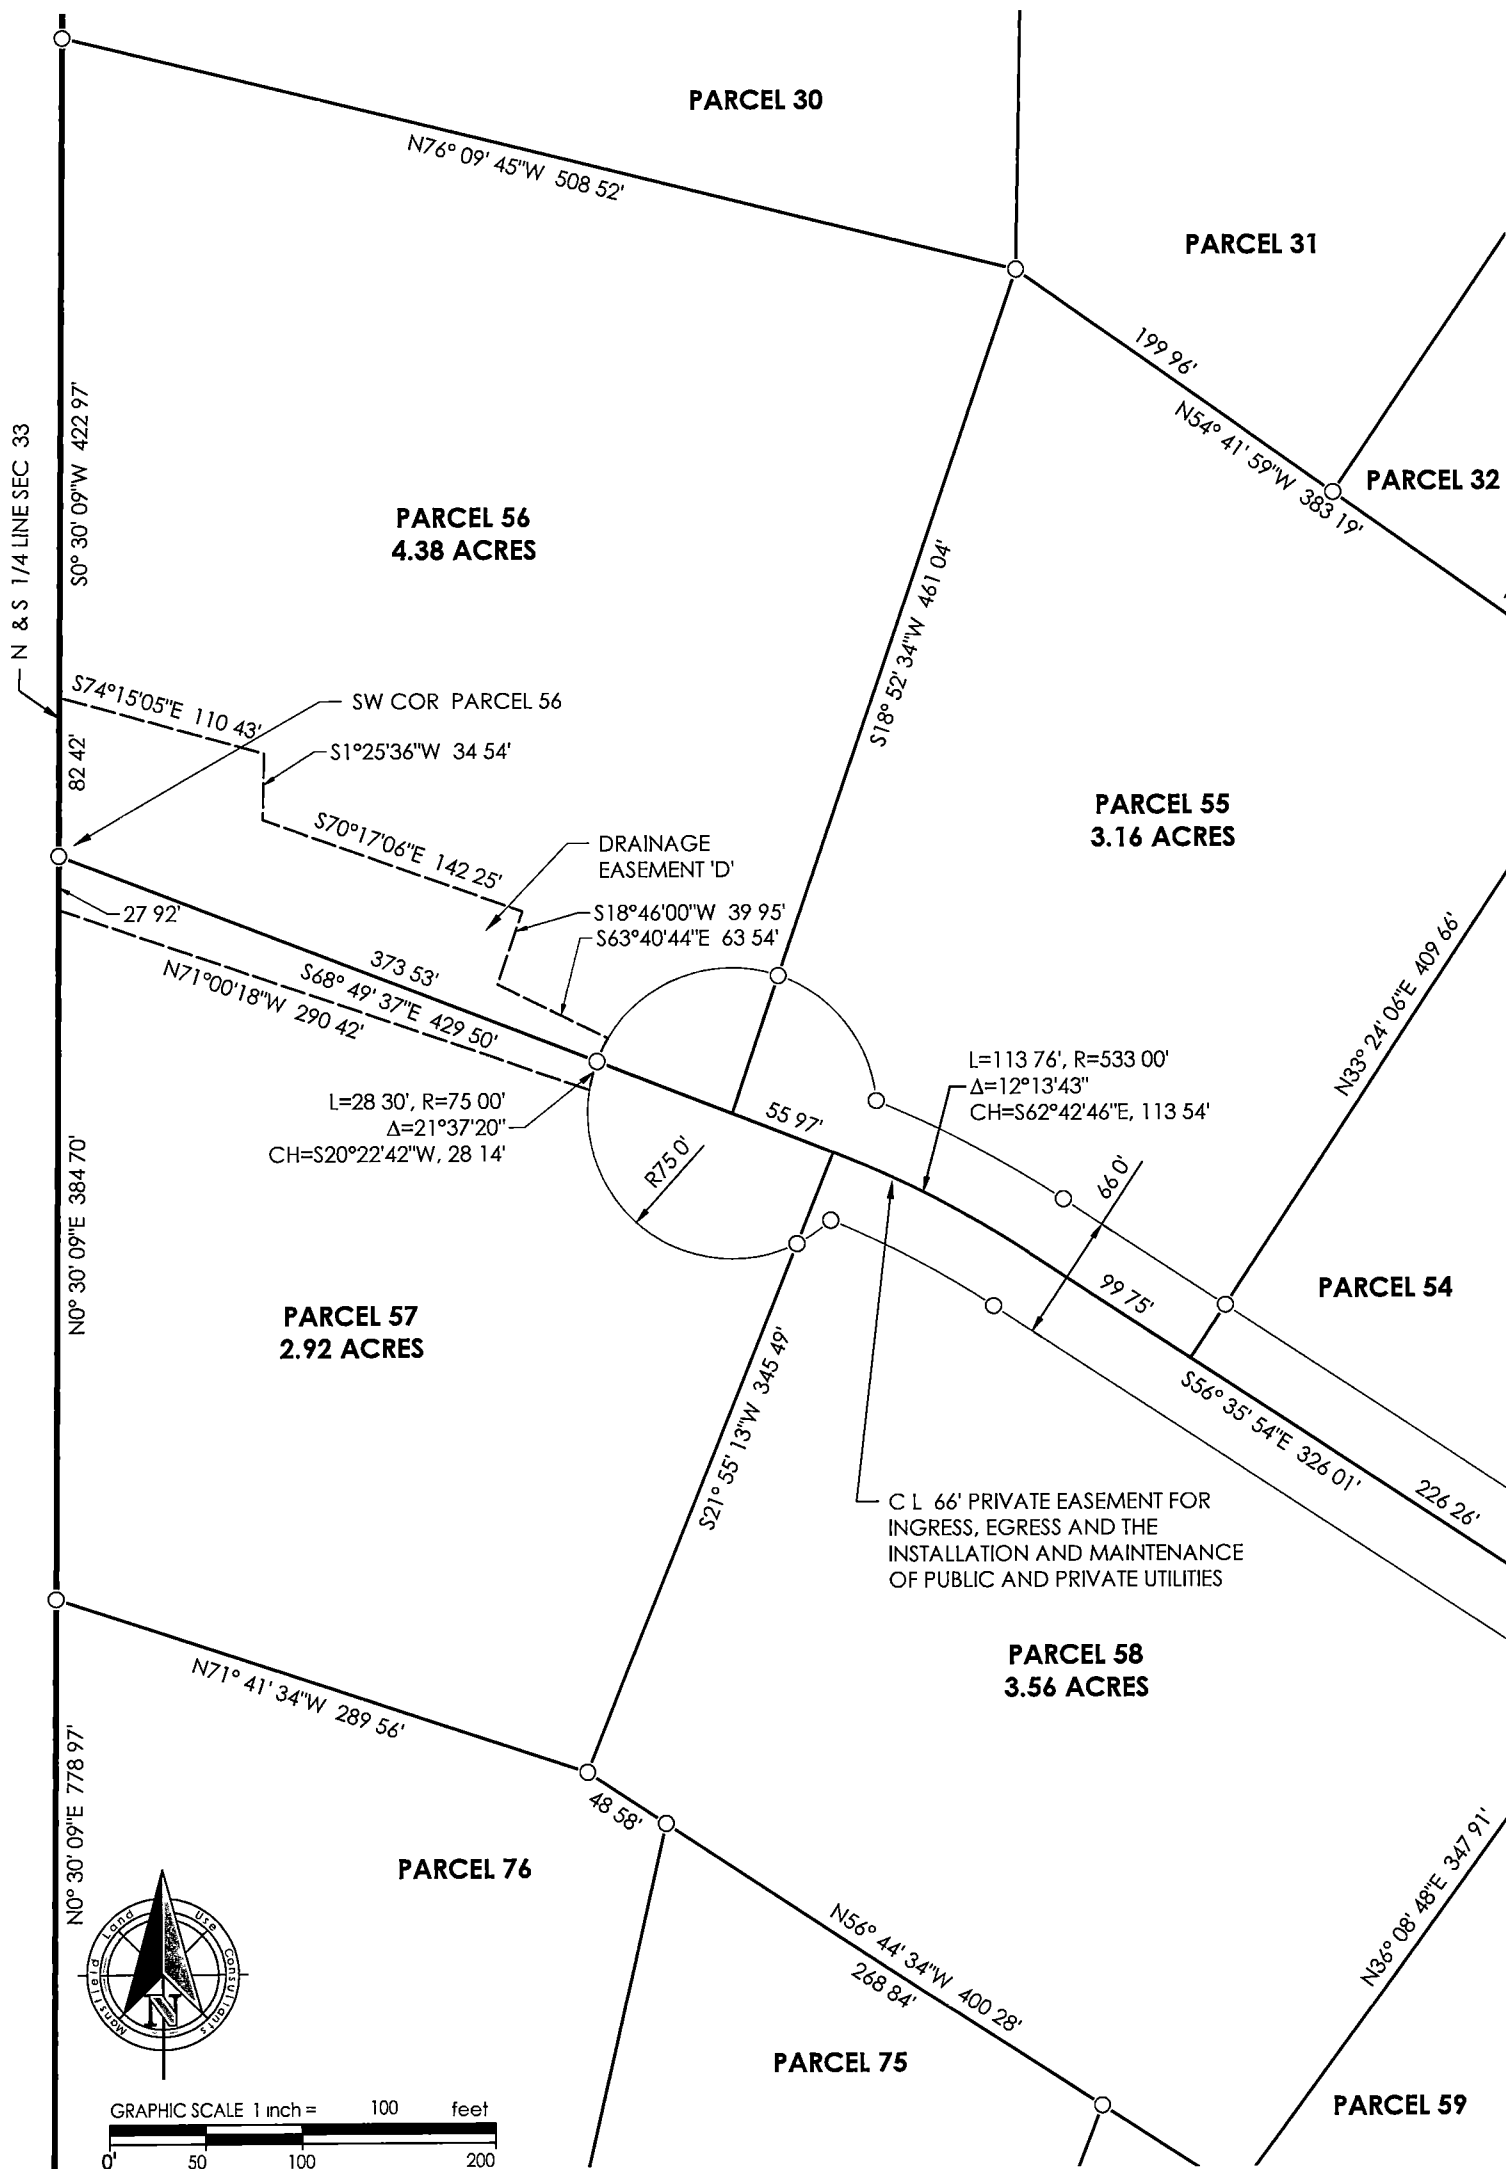 PARCEL 30
N76° 09' 45"W 508 52'
PARCEL 31
199 96'
N54° 41' 59"W 383 19'
PARCEL 32
N & S 1/4 LINE SEC 33
S0° 30' 09"W 422 97'
PARCEL 56
4.38 ACRES
S18° 52' 34"W 461 04'
S74°15'05"E 110 43'
SW COR PARCEL 56
S1°25'36"W 34 54'
82 42'
S70°17'06"E 142 25'
DRAINAGE
EASEMENT 'D'
PARCEL 55
3.16 ACRES
27 92'
S18°46'00"W 39 95'
S63°40'44"E 63 54'
373 53'
S68° 49' 37"E 429 50'
N71°00'18"W 290 42'
N33° 24' 06"E 409 66'
L=28 30', R=75 00'
Δ=21°37'20"
CH=S20°22'42"W, 28 14'
L=113 76', R=533 00'
Δ=12°13'43"
CH=S62°42'46"E, 113 54'
55 97'
R75 0'
66 0'
N0° 30' 09"E 384 70'
PARCEL 57
2.92 ACRES
99 75'
PARCEL 54
S21° 55' 13"W 345 49'
S56° 35' 54"E 326 01'
226 26'
C L 66' PRIVATE EASEMENT FOR
INGRESS, EGRESS AND THE
INSTALLATION AND MAINTENANCE
OF PUBLIC AND PRIVATE UTILITIES
PARCEL 58
3.56 ACRES
N71° 41' 34"W 289 56'
48 58'
N0° 30' 09"E 778 97'
PARCEL 76
N56° 44' 34"W 400 28'
268 84'
N36° 08' 48"E 347 91'
Mansfield Land Use Consultants
N
PARCEL 75
PARCEL 59
GRAPHIC SCALE 1 inch = 100 feet
0' 50 100 200